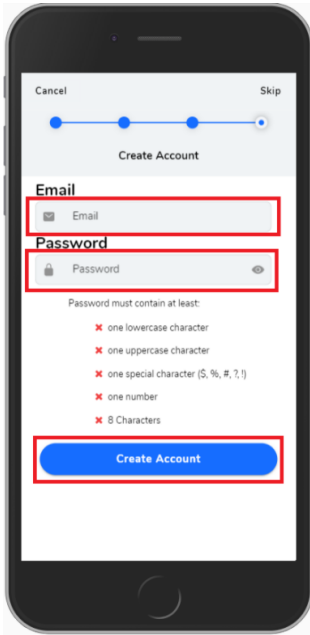 Cancel Skip
Create Account
Email
Email
Password
Password
Password must contain at least:
one lowercase character
one uppercase character
one special character ($, %, #, ?, !)
one number
8 Characters
Create Account